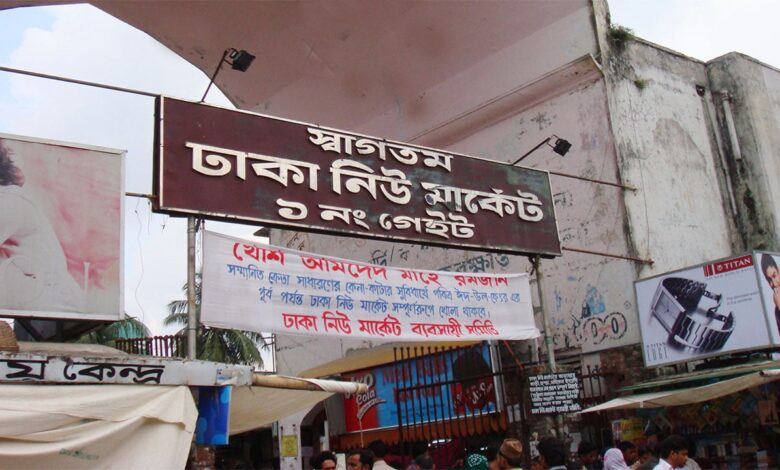 স্বাগতম
ঢাকা নিউ মার্কেট
১ নং গেইট
খোশ আমদেদ মাহে রমজান
সম্মানিত ক্রেতা সাধারণের কেনা-কাটার সুবিধার্থে পবিত্র ঈদ-উল-ফেতর এর
পূর্ব পর্যন্ত ঢাকা নিউ মার্কেট সম্পূর্ণরূপে খোলা থাকবে।
ঢাকা নিউ মার্কেট ব্যবসায়ী সমিতি
TITAN
EDGE
য় কেন্দ্র